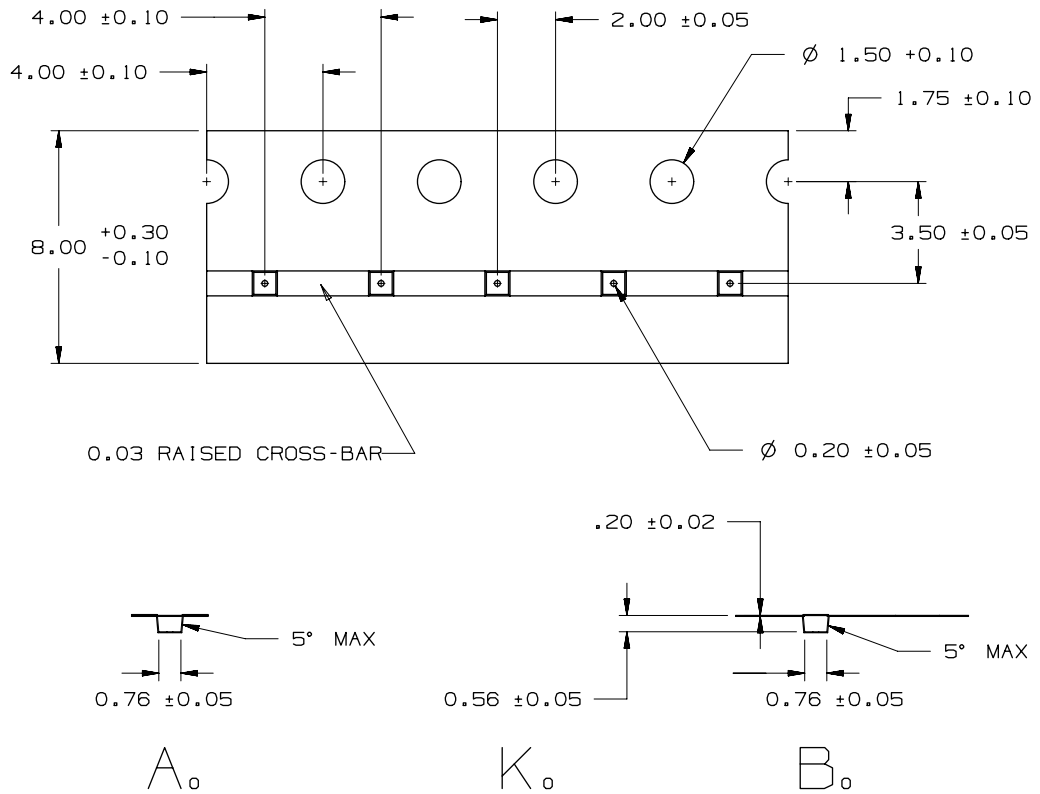 4.00 ±0.10
2.00 ±0.05
Ø 1.50 +0.10
4.00 ±0.10
1.75 ±0.10
8.00 +0.30
-0.10
3.50 ±0.05
0.03 RAISED CROSS-BAR
Ø 0.20 ±0.05
.20 ±0.02
5° MAX
5° MAX
0.76 ±0.05
0.56 ±0.05
0.76 ±0.05
A₀
K₀
B₀